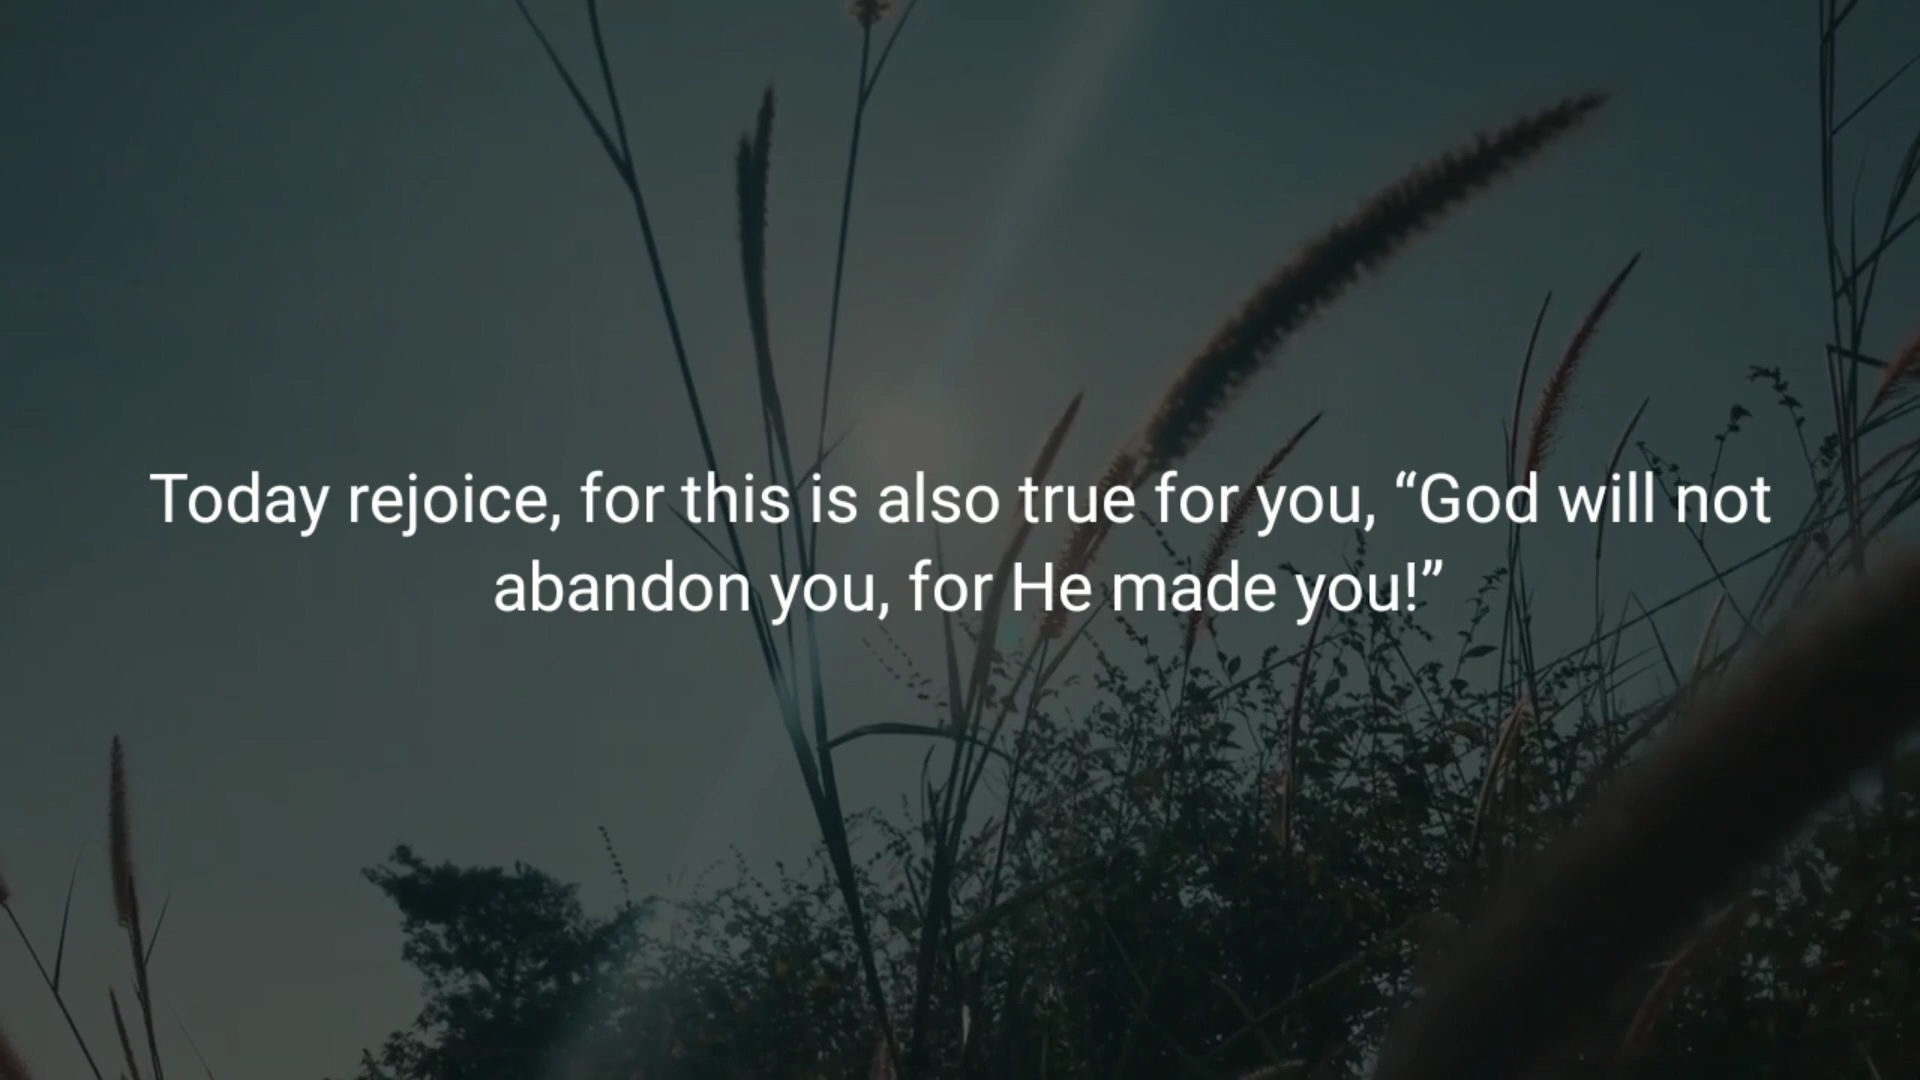 Today rejoice, for this is also true for you, “God will not
abandon you, for He made you!”